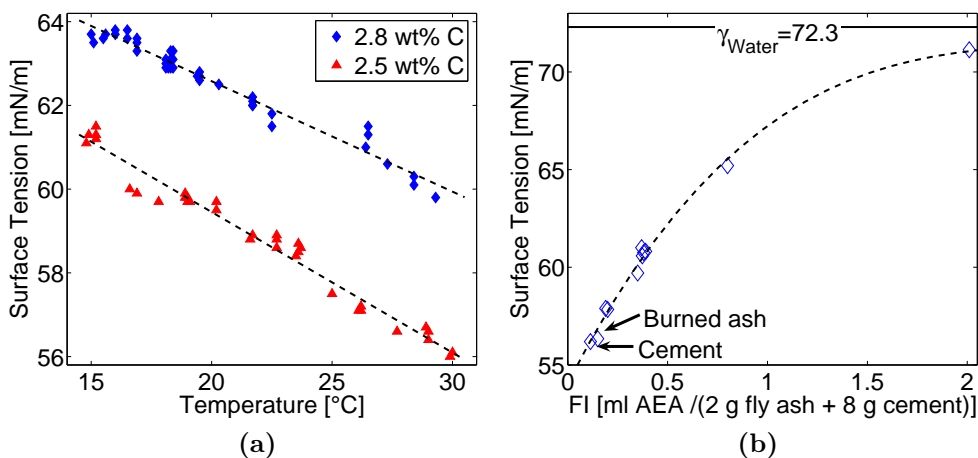 64
62
60
58
56
Surface Tension [mN/m]
2.8 wt% C
2.5 wt% C
15
20
25
30
Temperature [°C]
(a)
70
65
60
55
Surface Tension [mN/m]
γWater=72.3
Burned ash
Cement
0
0.5
1
1.5
2
FI [ml AEA /(2 g fly ash + 8 g cement)]
(b)